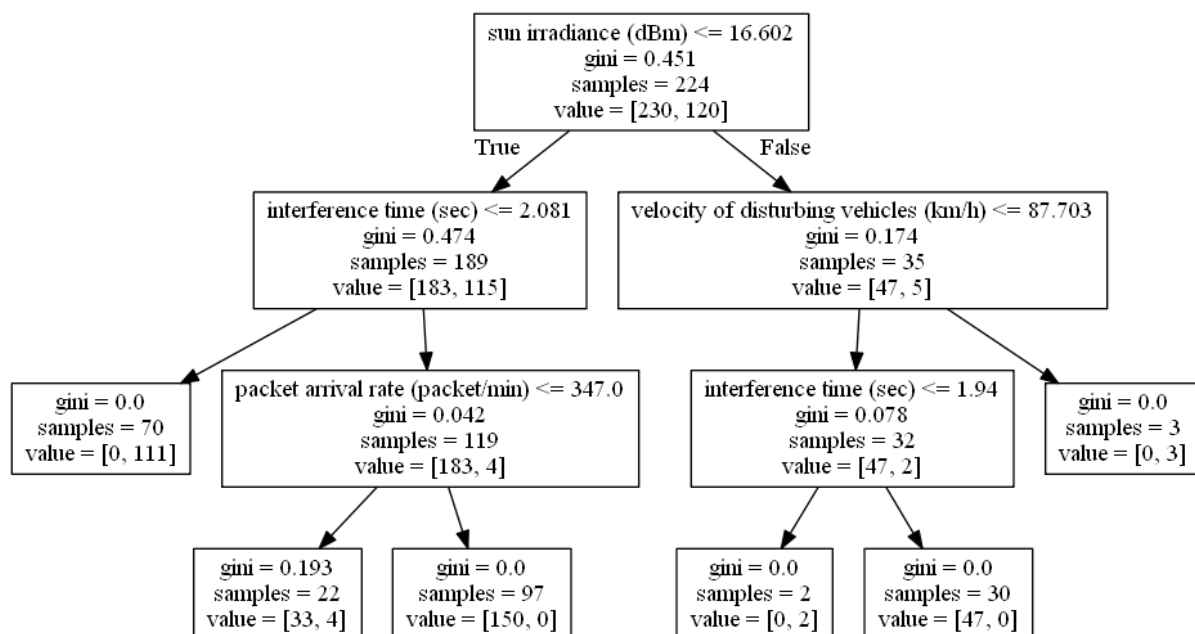 sun irradiance (dBm) <= 16.602
gini = 0.451
samples = 224
value = [230, 120]
True
False
interference time (sec) <= 2.081
gini = 0.474
samples = 189
value = [183, 115]
velocity of disturbing vehicles (km/h) <= 87.703
gini = 0.174
samples = 35
value = [47, 5]
gini = 0.0
samples = 70
value = [0, 111]
packet arrival rate (packet/min) <= 347.0
gini = 0.042
samples = 119
value = [183, 4]
interference time (sec) <= 1.94
gini = 0.078
samples = 32
value = [47, 2]
gini = 0.0
samples = 3
value = [0, 3]
gini = 0.193
samples = 22
value = [33, 4]
gini = 0.0
samples = 97
value = [150, 0]
gini = 0.0
samples = 2
value = [0, 2]
gini = 0.0
samples = 30
value = [47, 0]